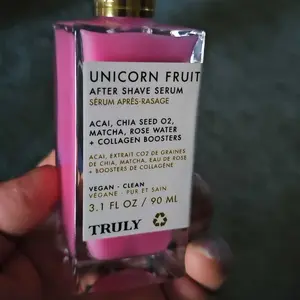 UNICORN FRUIT
AFTER SHAVE SERUM
SÉRUM APRÈS-RASAGE
ACAI, CHIA SEED O2,
MATCHA, ROSE WATER
+ COLLAGEN BOOSTERS
ACAI, EXTRAIT CO2 DE GRAINES
DE CHIA, MATCHA, EAU DE ROSE
+ BOOSTERS DE COLLAGÈNE
VEGAN - CLEAN
VÉGANE · PUR ET SAIN
3.1 FL OZ / 90 ML
TRULY